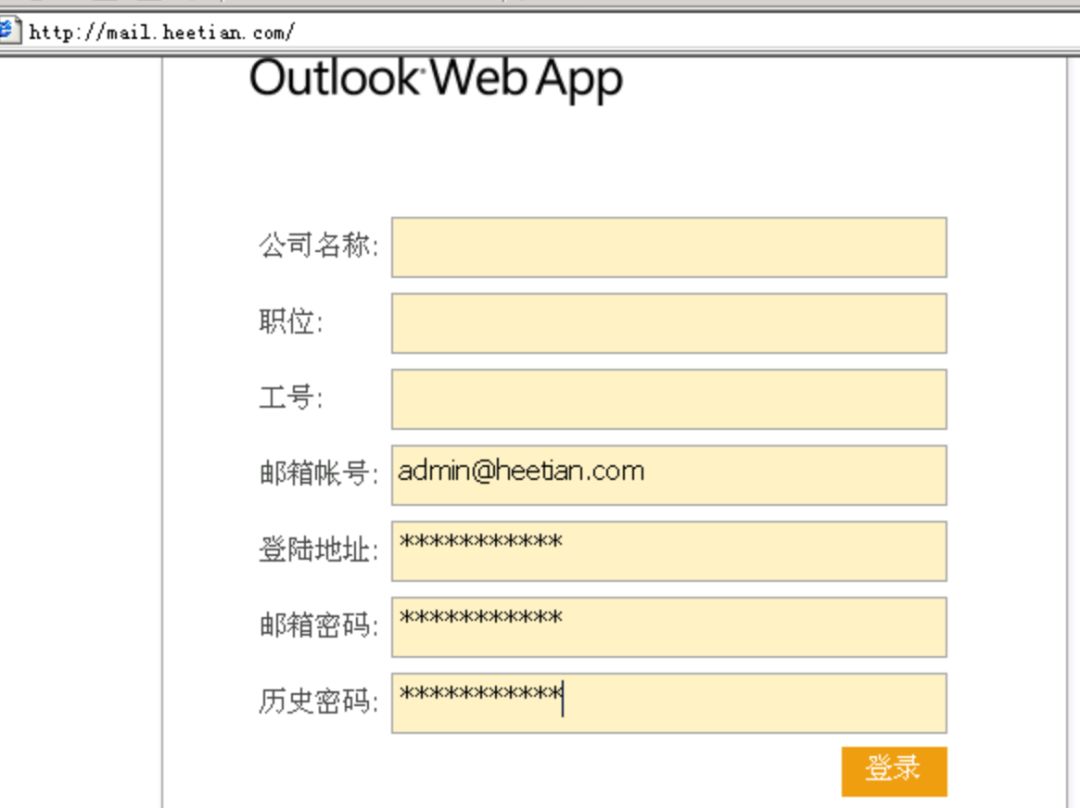 http://mail.heetian.com/
Outlook Web App
公司名称:
职位:
工号:
邮箱帐号: admin@heetian.com
登陆地址: ***********
邮箱密码: ***********
历史密码: ***********
登录